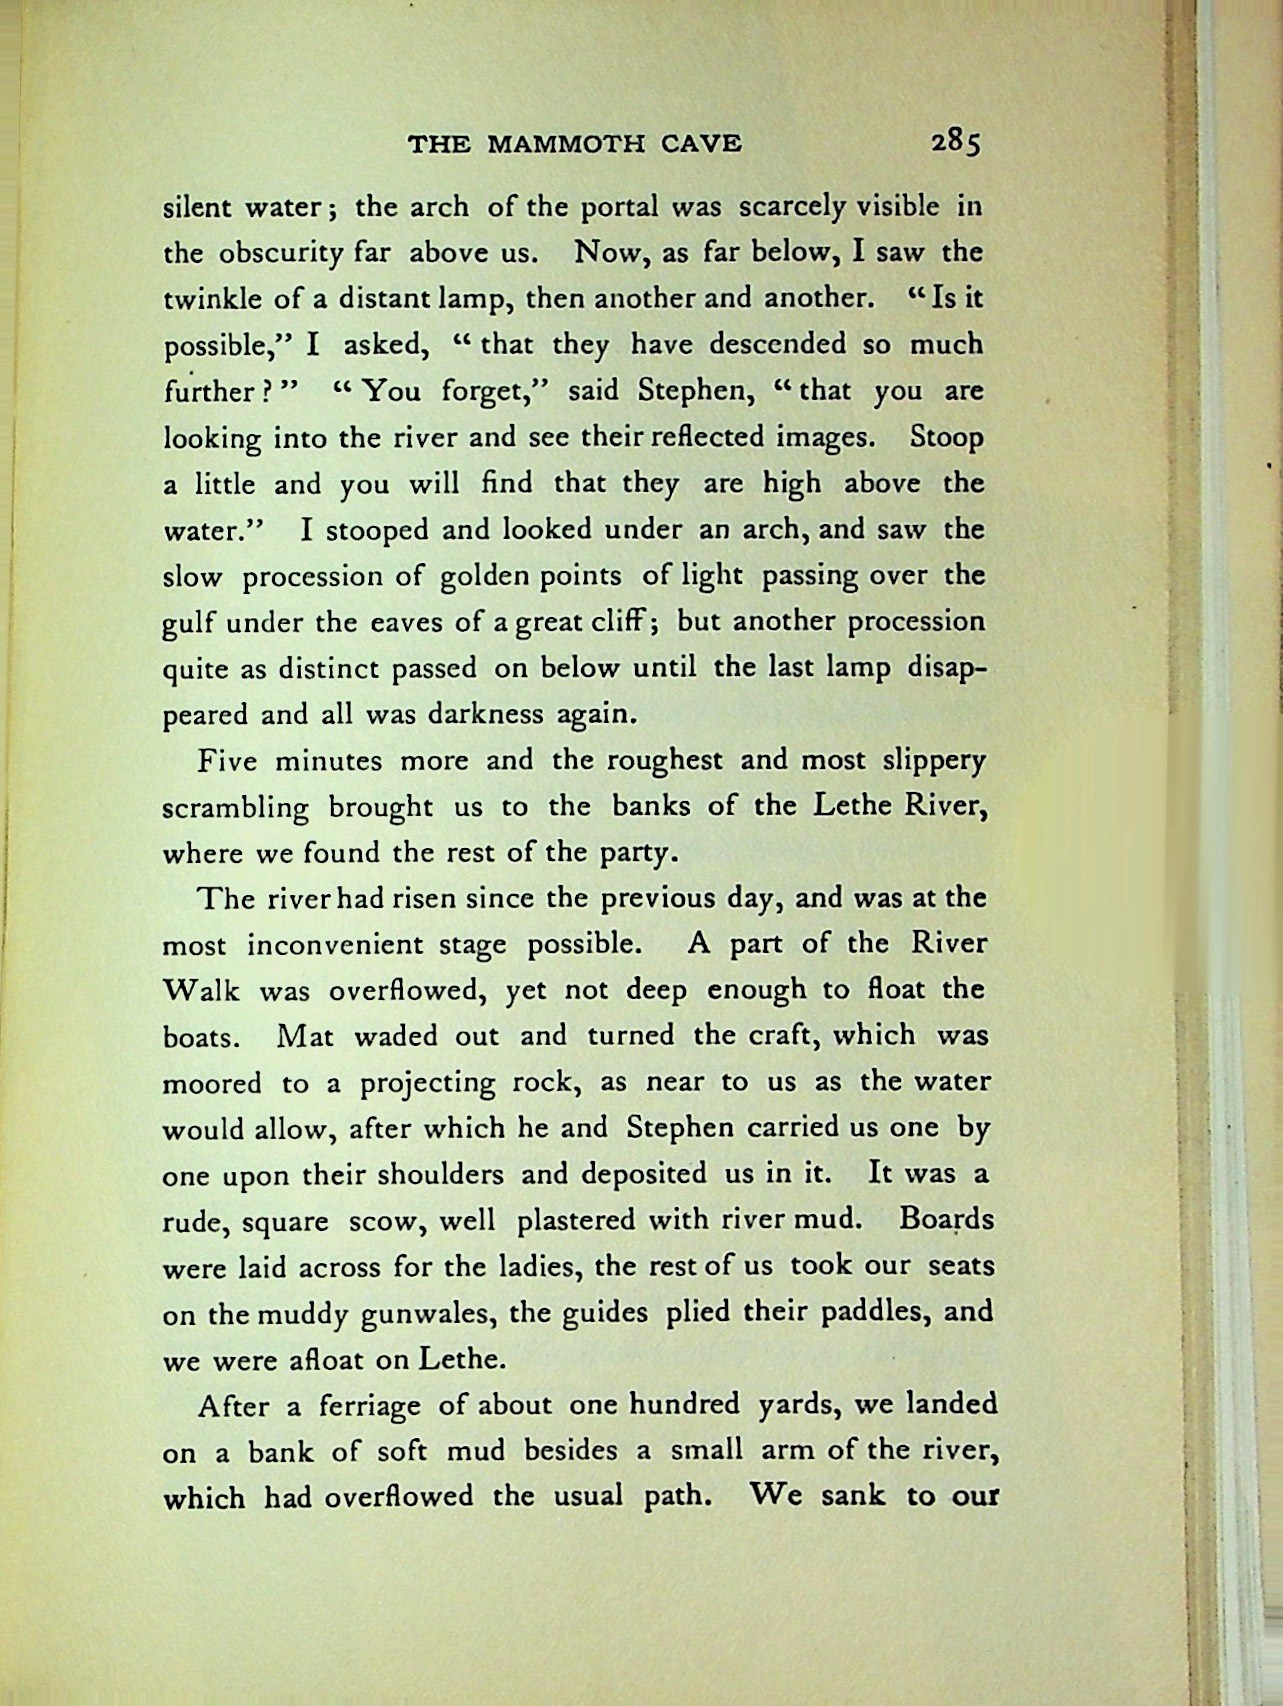 THE MAMMOTH CAVE 285
silent water; the arch of the portal was scarcely visible in
the obscurity far above us. Now, as far below, I saw the
twinkle of a distant lamp, then another and another. “Is it
possible,” I asked, “that they have descended so much
further?” “You forget,” said Stephen, “that you are
looking into the river and see their reflected images. Stoop
a little and you will find that they are high above the
water.” I stooped and looked under an arch, and saw the
slow procession of golden points of light passing over the
gulf under the eaves of a great cliff; but another procession
quite as distinct passed on below until the last lamp disap-
peared and all was darkness again.
Five minutes more and the roughest and most slippery
scrambling brought us to the banks of the Lethe River,
where we found the rest of the party.
The river had risen since the previous day, and was at the
most inconvenient stage possible. A part of the River
Walk was overflowed, yet not deep enough to float the
boats. Mat waded out and turned the craft, which was
moored to a projecting rock, as near to us as the water
would allow, after which he and Stephen carried us one by
one upon their shoulders and deposited us in it. It was a
rude, square scow, well plastered with river mud. Boards
were laid across for the ladies, the rest of us took our seats
on the muddy gunwales, the guides plied their paddles, and
we were afloat on Lethe.
After a ferriage of about one hundred yards, we landed
on a bank of soft mud besides a small arm of the river,
which had overflowed the usual path. We sank to our